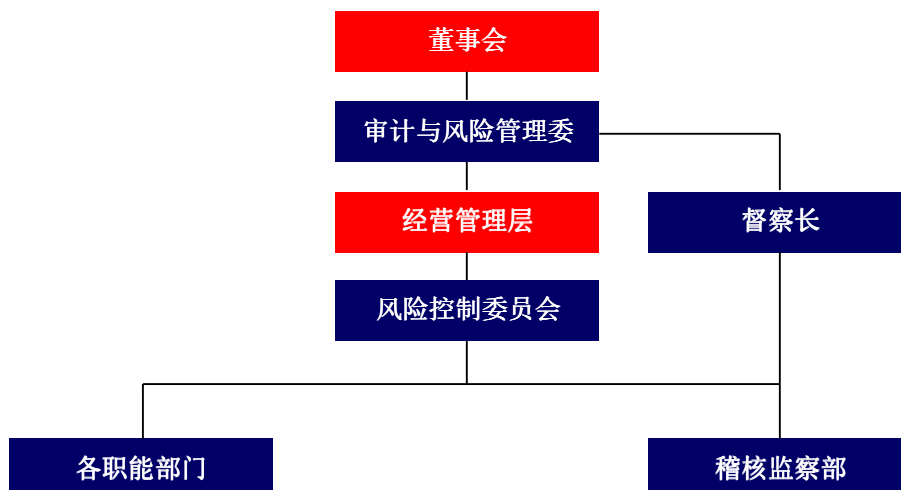 董事会
审计与风险管理委
经营管理层
督察长
风险控制委员会
各职能部门
稽核监察部